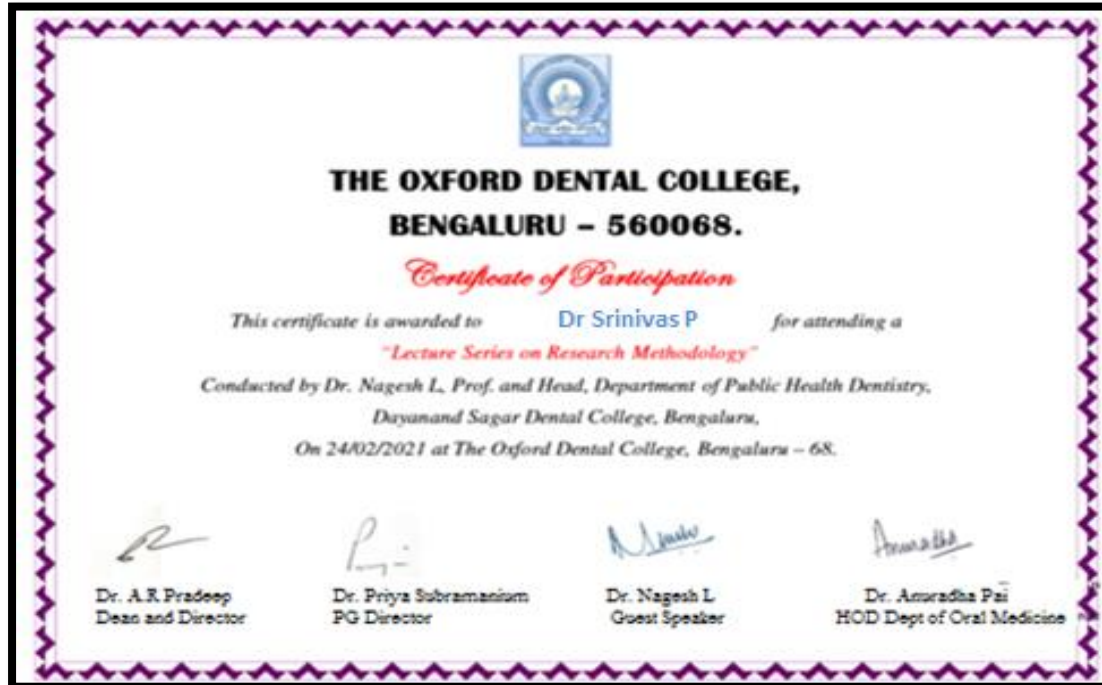 THE OXFORD DENTAL COLLEGE,
BENGALURU – 560068.
Certificate of Participation
This certificate is awarded to Dr Srinivas P for attending a
"Lecture Series on Research Methodology"
Conducted by Dr. Nagesh L, Prof. and Head, Department of Public Health Dentistry,
Dayanand Sagar Dental College, Bengaluru,
On 24/02/2021 at The Oxford Dental College, Bengaluru – 68.
Anuradha
Dr. A.R Pradeep Dr. Priya Subramanium Dr. Nagesh L Dr. Anuradha Pai
Dean and Director PG Director Guest Speaker HOD Dept of Oral Medicine